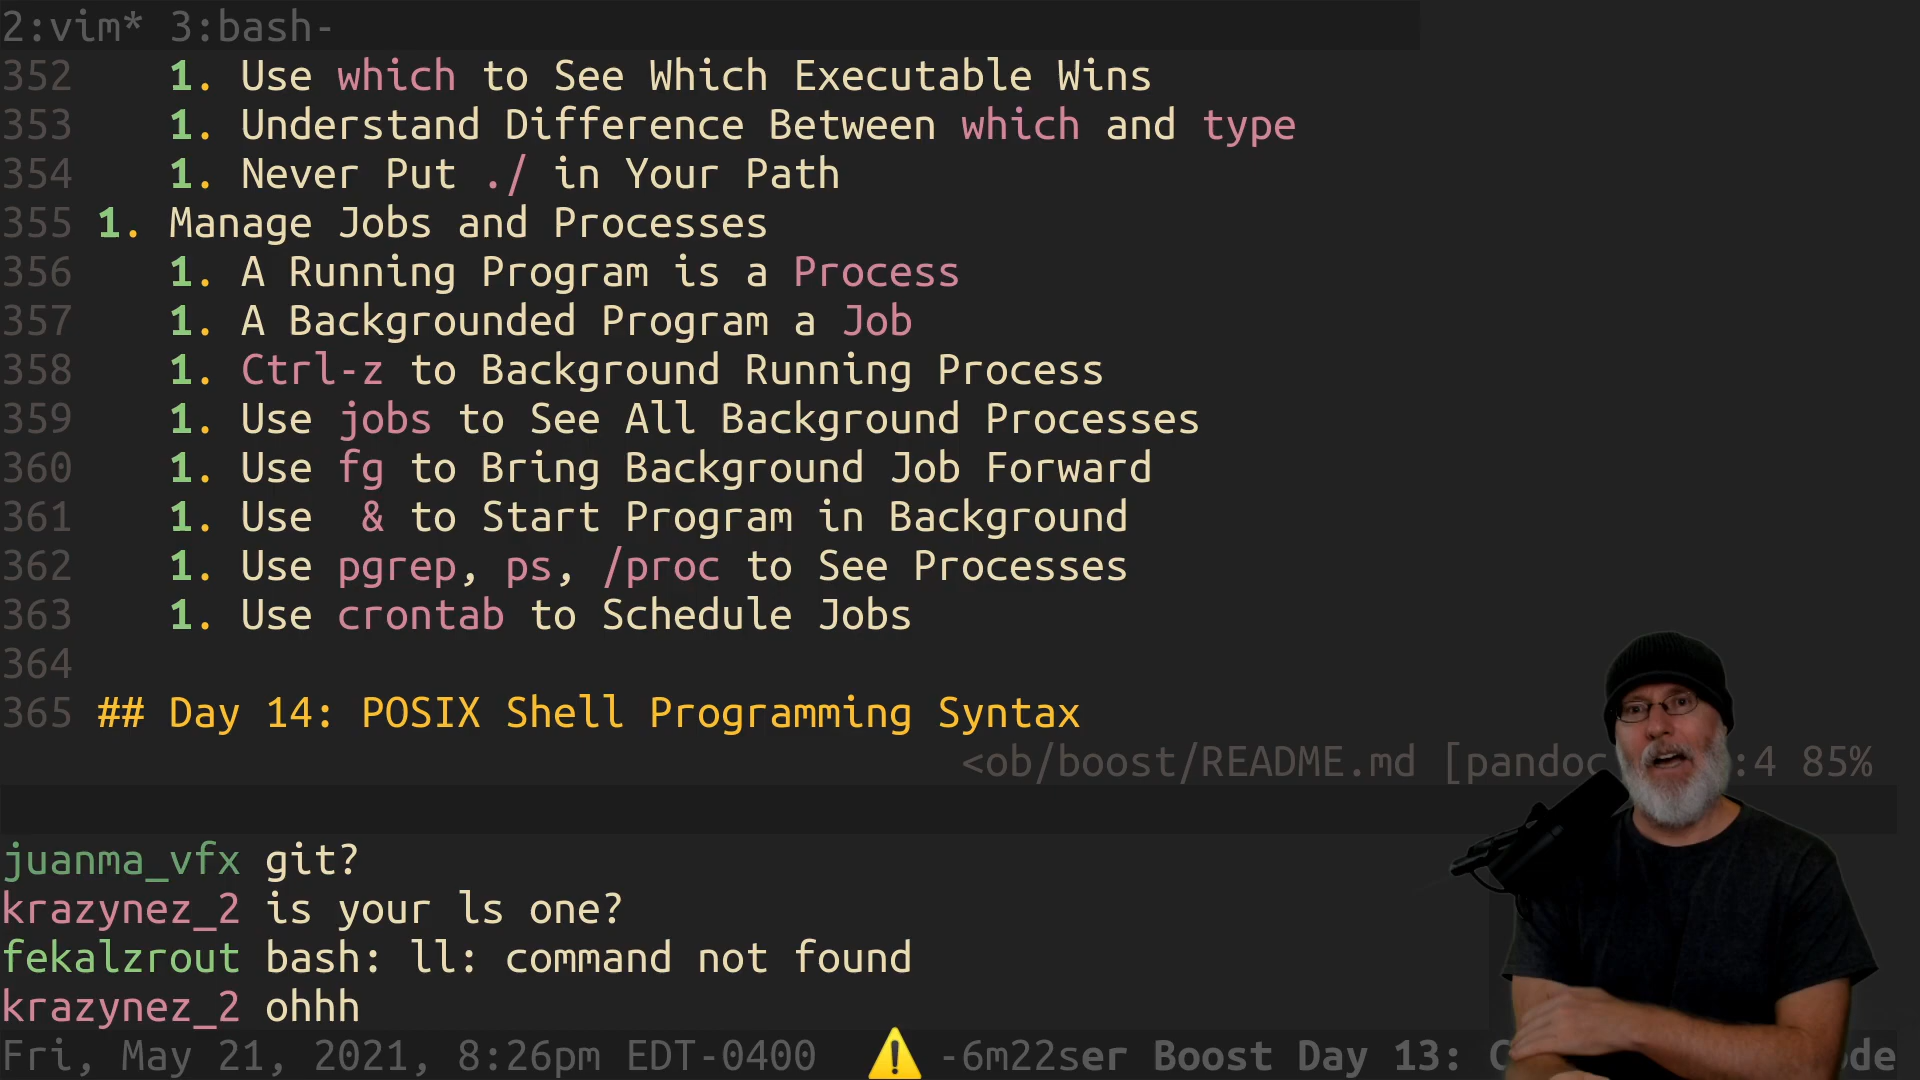 2:vim* 3:bash-
352 1. Use which to See Which Executable Wins
353 1. Understand Difference Between which and type
354 1. Never Put ./ in Your Path
355 1. Manage Jobs and Processes
356 1. A Running Program is a Process
357 1. A Backgrounded Program a Job
358 1. Ctrl-z to Background Running Process
359 1. Use jobs to See All Background Processes
360 1. Use fg to Bring Background Job Forward
361 1. Use & to Start Program in Background
362 1. Use pgrep, ps, /proc to See Processes
363 1. Use crontab to Schedule Jobs
364
365 ## Day 14: POSIX Shell Programming Syntax
<ob/boost/README.md [pandoc :4 85%
juanma_vfx git?
krazynez_2 is your ls one?
fekalzrout bash: ll: command not found
krazynez_2 ohhh
Fri, May 21, 2021, 8:26pm EDT-0400 ⚠ -6m22ser Boost Day 13: